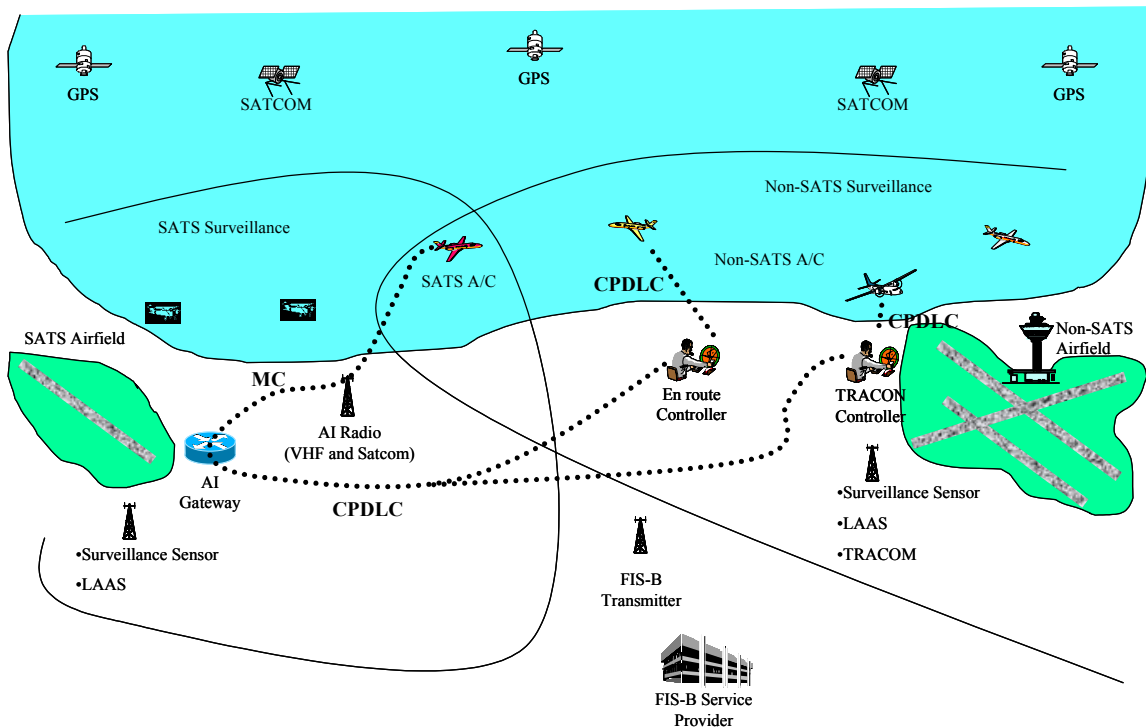 GPS
SATCOM
GPS
SATCOM
GPS
SATS Surveillance
Non-SATS Surveillance
SATS A/C
Non-SATS A/C
CPDLC
CPDLC
SATS Airfield
Non-SATS
Airfield
MC
AI Radio
(VHF and Satcom)
En route
Controller
TRACON
Controller
AI
Gateway
CPDLC
•Surveillance Sensor
•LAAS
•Surveillance Sensor
•LAAS
•TRACOM
FIS-B
Transmitter
FIS-B Service
Provider